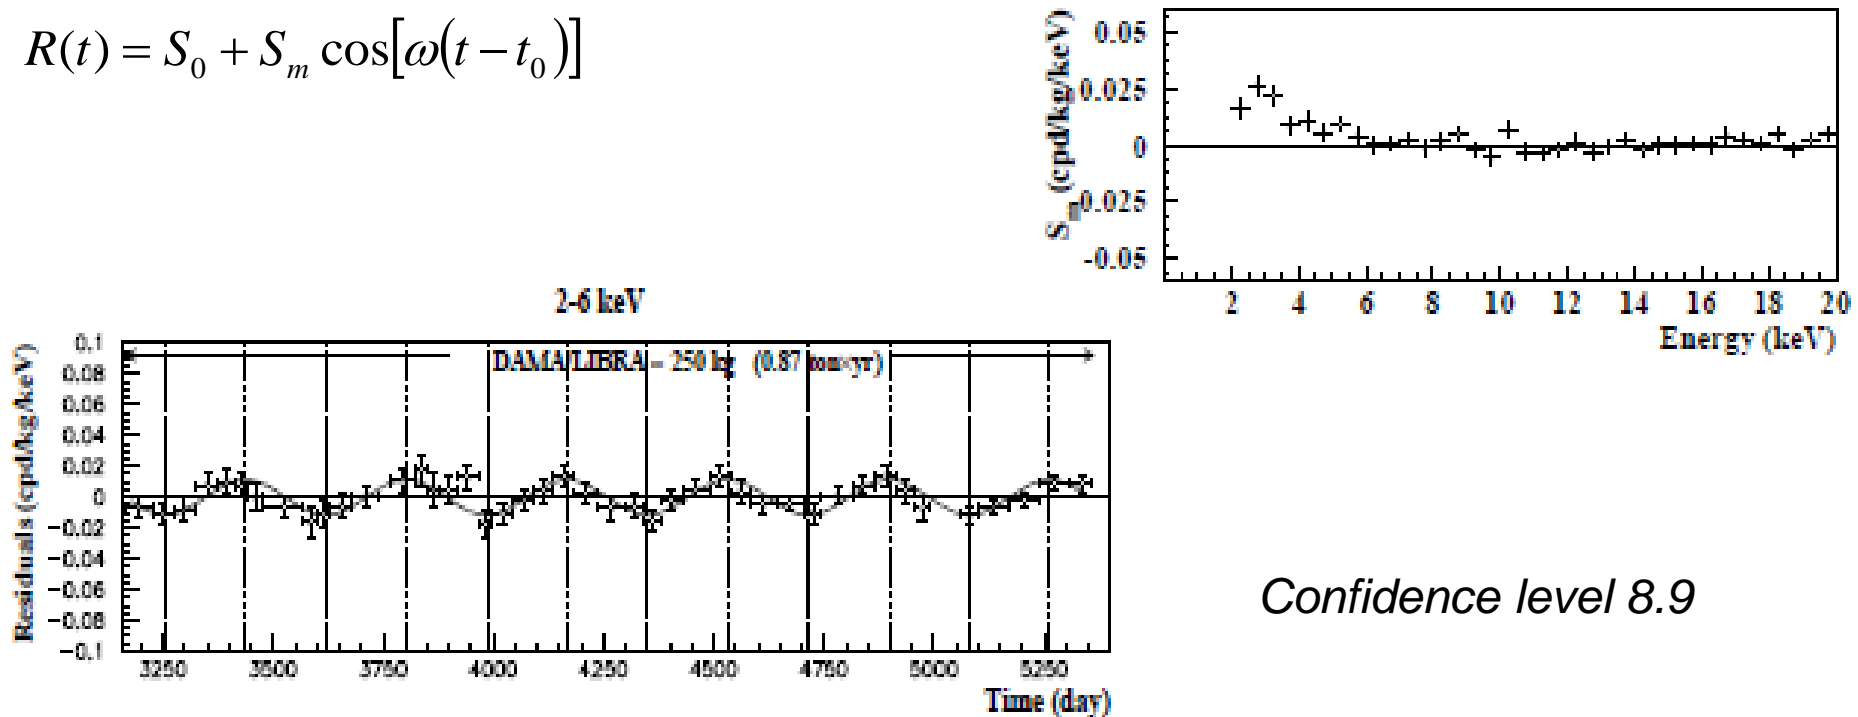 R(t) = S₀ + Sₘ cos[ω(t − t₀)]
0.05
0.025
0
-0.025
-0.05
Sₘ (cpd/kg/keV)
2 4 6 8 10 12 14 16 18 20
Energy (keV)
2-6 keV
DAMA/LIBRA ≈ 250 kg (0.87 ton×yr)
0.1
0.08
0.06
0.04
0.02
0
−0.02
−0.04
−0.06
−0.08
−0.1
Residuals (cpd/kg/keV)
3250 3500 3750 4000 4250 4500 4750 5000 5250
Time (day)
Confidence level 8.9